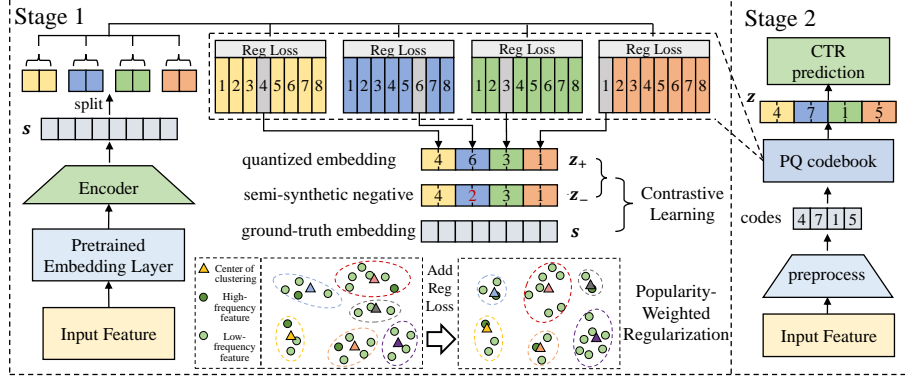 Stage 1
Reg Loss
Reg Loss
Reg Loss
Reg Loss
1 2 3 4 5 6 7 8
1 2 3 4 5 6 7 8
1 2 3 4 5 6 7 8
1 2 3 4 5 6 7 8
split
s
Encoder
Pretrained
Embedding Layer
Input Feature
quantized embedding
4 6 3 1
z+
semi-synthetic negative
4 2 3 1
z−
ground-truth embedding
s
Contrastive
Learning
Center of
clustering
High-
frequency
feature
Low-
frequency
feature
Add
Reg
Loss
Popularity-
Weighted
Regularization
Stage 2
CTR
prediction
z
4 7 1 5
PQ codebook
codes
4 7 1 5
preprocess
Input Feature